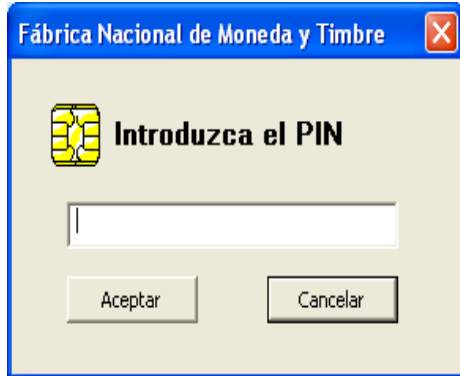 Fábrica Nacional de Moneda y Timbre
Introduzca el PIN
Aceptar
Cancelar